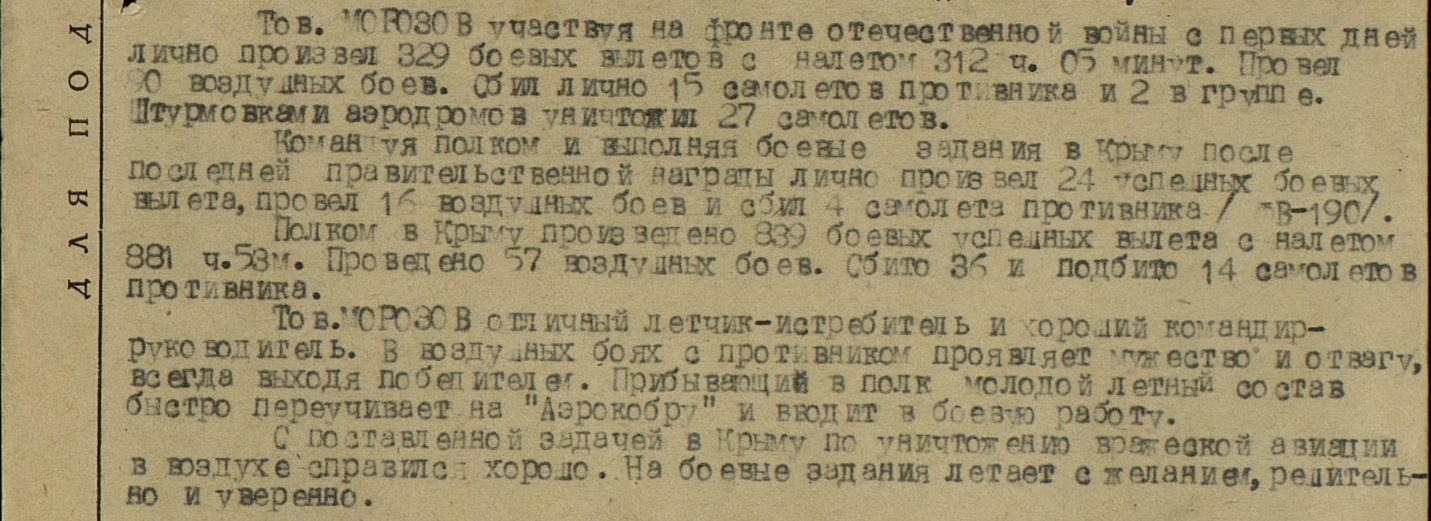 ДЛЯ ПОД
Тов. МОРОЗОВ участвуя на фронте отечественной войны с первых дней
лично произвел 329 боевых вылетов с налетом 312 ч. 05 минут. Провел
90 воздушных боев. Сбил лично 15 самолетов противника и 2 в группе.
Штурмовками аэродромов уничтожил 27 самолетов.
Командуя полком и выполняя боевые задания в Крыму после
последней правительственной награды лично произвел 24 успешных боевых
вылета, провел 16 воздушных боев и сбил 4 самолета противника / ФВ-190/.
Полком в Крыму произведено 839 боевых успешных вылета с налетом
881 ч.53м. Проведено 57 воздушных боев. Сбито 36 и подбито 14 самолетов
противника.
Тов.МОРОЗОВ отличный летчик-истребитель и хороший командир-
руководитель. В воздушных боях с противником проявляет мужество и отвагу,
всегда выходя победителем. Прибывающий в полк молодой летный состав
быстро переучивает на "Аэрокобру" и вводит в боевую работу.
С поставленной задачей в Крыму по уничтожению вражеской авиации
в воздухе справился хорошо. На боевые задания летает с желанием, решитель-
но и уверенно.